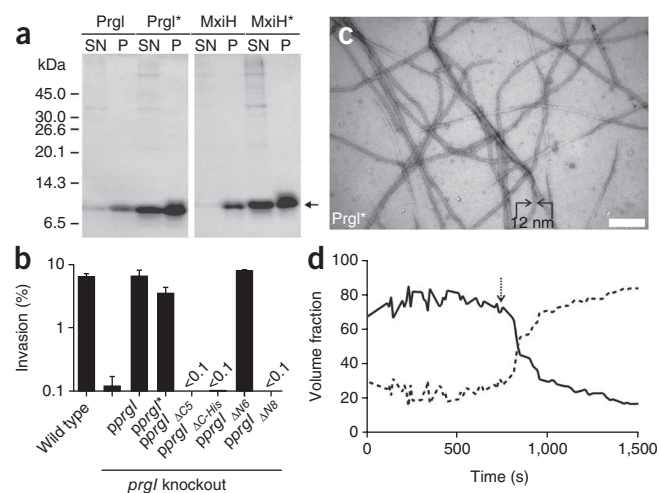 a
PrgI PrgI* MxiH MxiH*
SN P SN P SN P SN P
kDa
45.0
30.0
26.6
20.1
14.3
6.5
b
Invasion (%)
10
1
0.1
<0.1 <0.1 <0.1
Wild type
pprgI
pprgI*
pprgI ΔC5
pprgI ΔC-His
pprgI ΔN6
pprgI ΔN8
prgI knockout
c
PrgI*
12 nm
d
Volume fraction
100
80
60
40
20
0
0 500 1,000 1,500
Time (s)